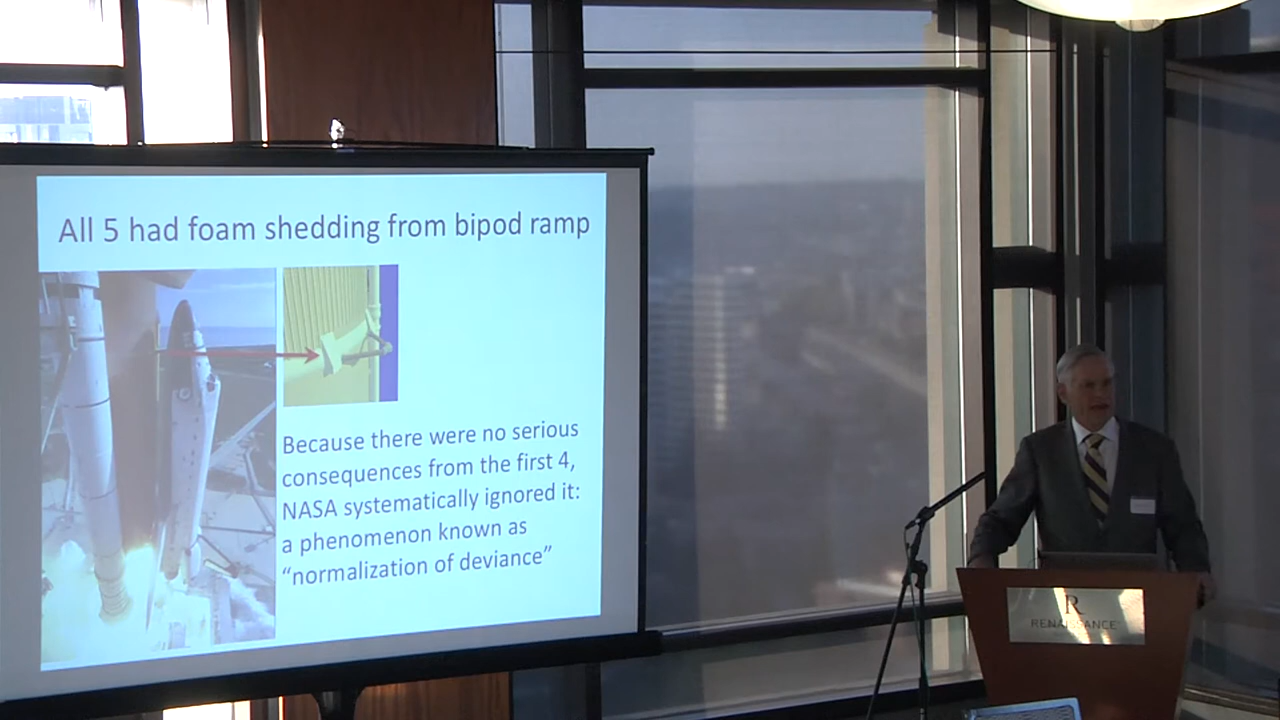 All 5 had foam shedding from bipod ramp
Because there were no serious
consequences from the first 4,
NASA systematically ignored it:
a phenomenon known as
“normalization of deviance”
R
RENAISSANCE